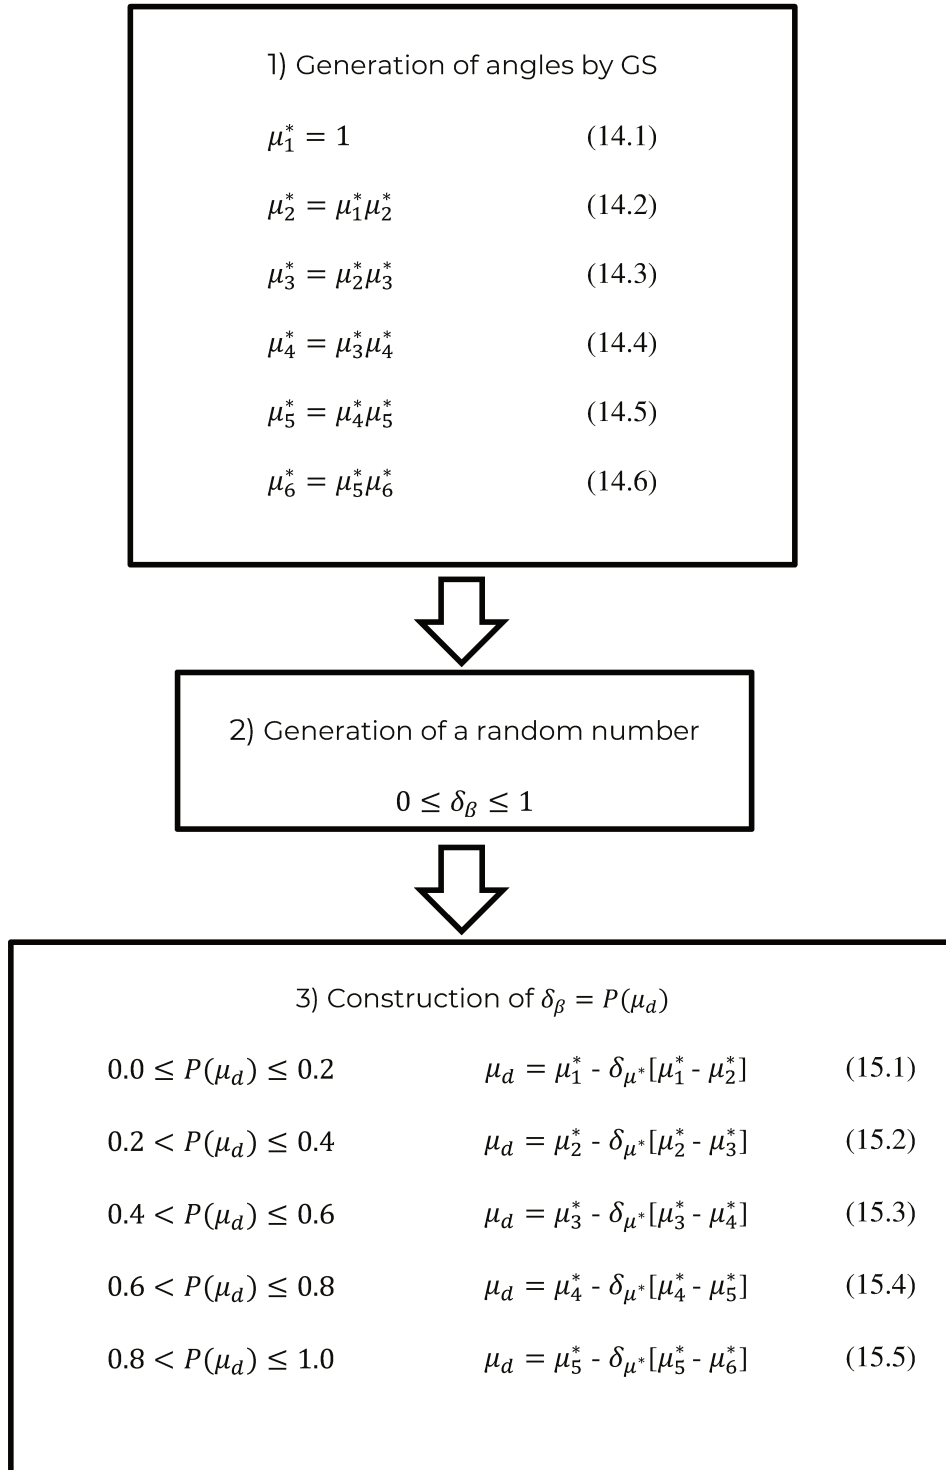 1) Generation of angles by GS
μ₁* = 1 (14.1)
μ₂* = μ₁*μ₂* (14.2)
μ₃* = μ₂*μ₃* (14.3)
μ₄* = μ₃*μ₄* (14.4)
μ₅* = μ₄*μ₅* (14.5)
μ₆* = μ₅*μ₆* (14.6)
2) Generation of a random number
0 ≤ δᵦ ≤ 1
3) Construction of δᵦ = P(μ_d)
0.0 ≤ P(μ_d) ≤ 0.2 μ_d = μ₁* - δ_μ*[μ₁* - μ₂*] (15.1)
0.2 < P(μ_d) ≤ 0.4 μ_d = μ₂* - δ_μ*[μ₂* - μ₃*] (15.2)
0.4 < P(μ_d) ≤ 0.6 μ_d = μ₃* - δ_μ*[μ₃* - μ₄*] (15.3)
0.6 < P(μ_d) ≤ 0.8 μ_d = μ₄* - δ_μ*[μ₄* - μ₅*] (15.4)
0.8 < P(μ_d) ≤ 1.0 μ_d = μ₅* - δ_μ*[μ₅* - μ₆*] (15.5)